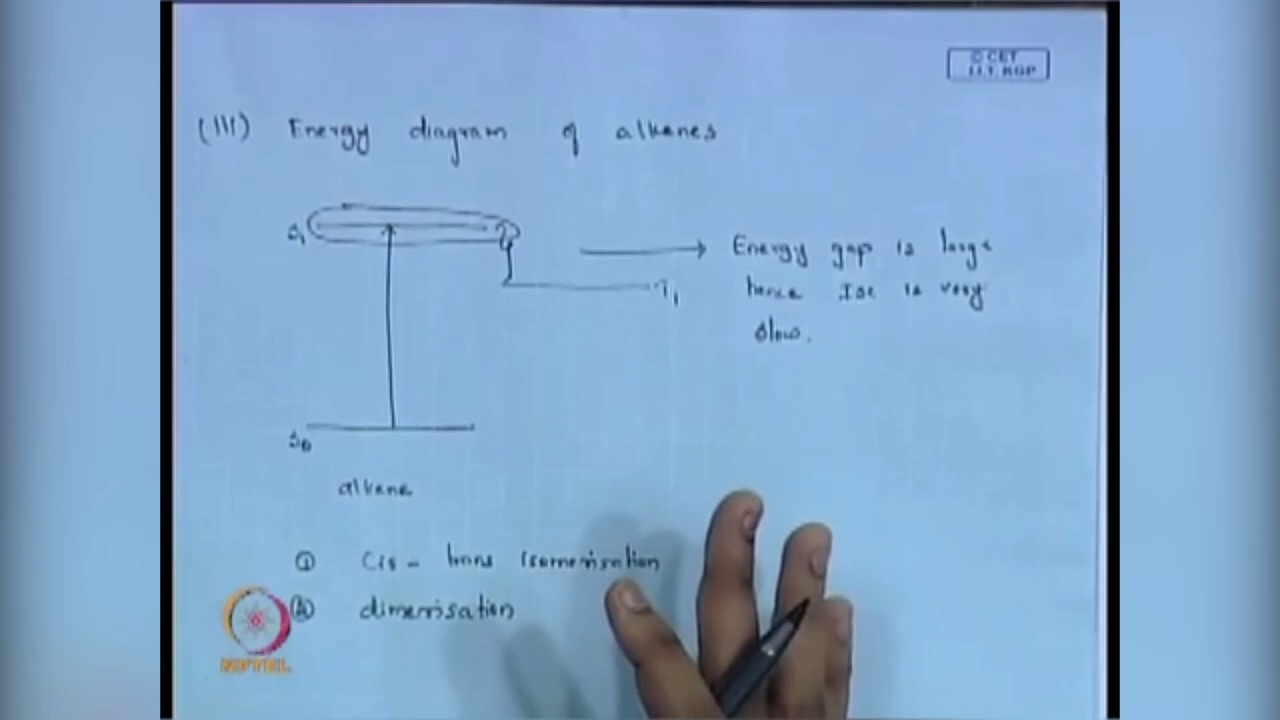 © CET
I.I.T. KGP
(III) Energy diagram of alkenes
S₁
Energy gap is large
T₁
hence ISC is very
slow.
S₀
alkene
① Cis - trans isomerisation
② dimerisation
NPTEL